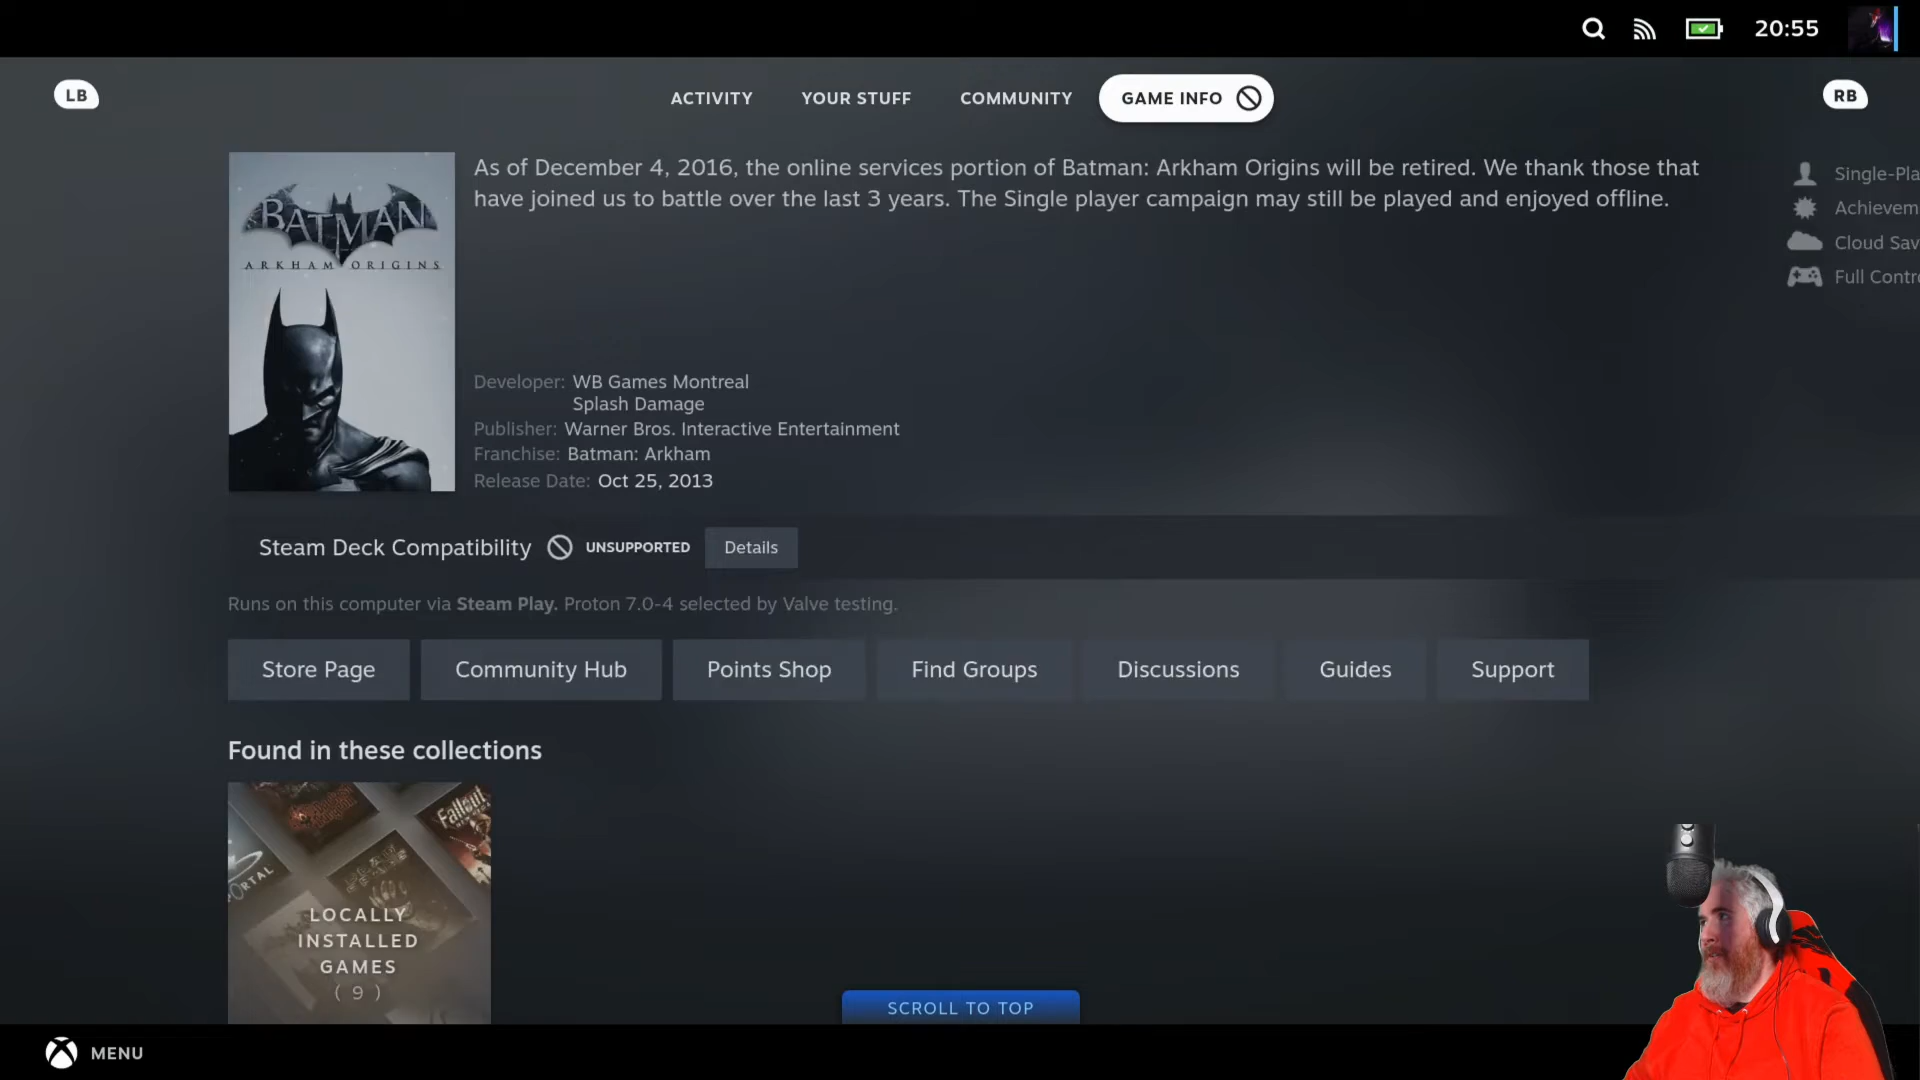 20:55
LB
ACTIVITY
YOUR STUFF
COMMUNITY
GAME INFO
RB
BATMAN
ARKHAM ORIGINS
As of December 4, 2016, the online services portion of Batman: Arkham Origins will be retired. We thank those that
have joined us to battle over the last 3 years. The Single player campaign may still be played and enjoyed offline.
Single-Pla
Achievem
Cloud Sav
Full Contro
Developer: WB Games Montreal
Splash Damage
Publisher: Warner Bros. Interactive Entertainment
Franchise: Batman: Arkham
Release Date: Oct 25, 2013
Steam Deck Compatibility UNSUPPORTED Details
Runs on this computer via Steam Play. Proton 7.0-4 selected by Valve testing.
Store Page
Community Hub
Points Shop
Find Groups
Discussions
Guides
Support
Found in these collections
Fallout
PORTAL
DEAD SPACE
LOCALLY
INSTALLED
GAMES
( 9 )
SCROLL TO TOP
MENU